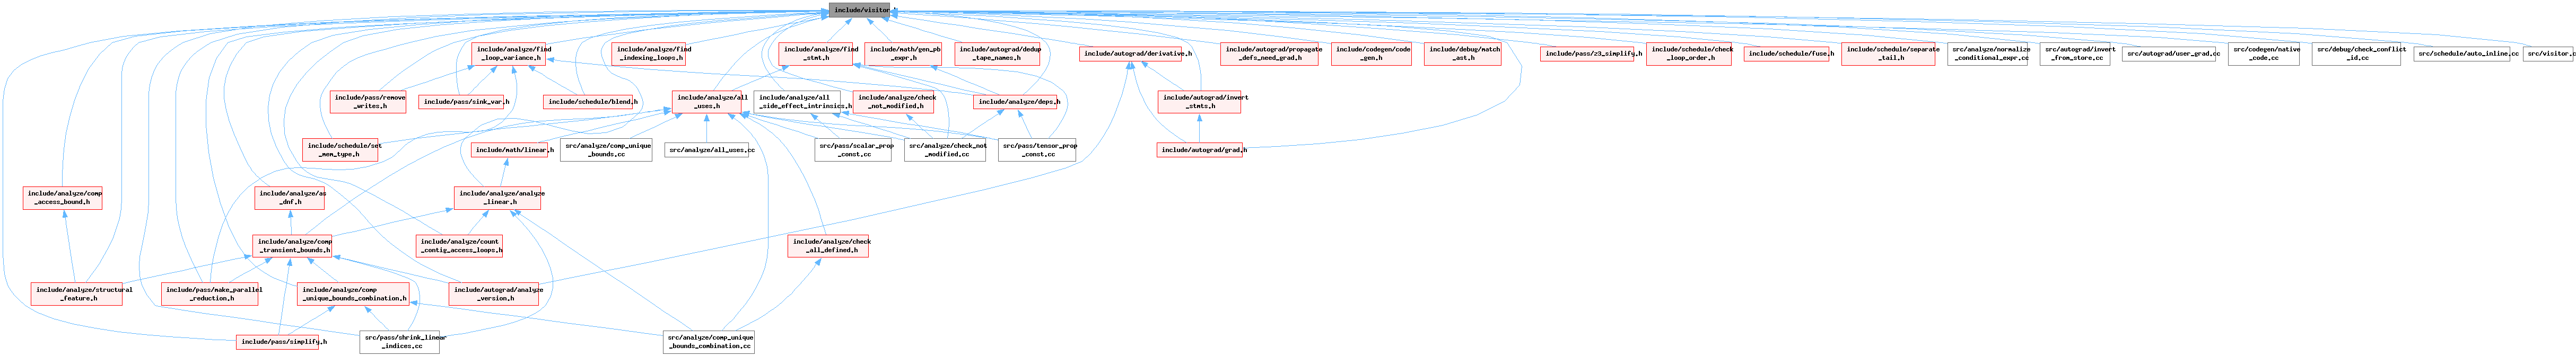 include/visitor.h
include/analyze/find
_loop_variance.h
include/analyze/find
_indexing_loops.h
include/analyze/find
_stmt.h
include/math/gen_pb
_expr.h
include/autograd/dedup
_tape_names.h
include/autograd/derivative.h
include/autograd/propagate
_defs_need_grad.h
include/codegen/code
_gen.h
include/debug/match
_ast.h
include/pass/z3_simplify.h
include/schedule/check
_loop_order.h
include/schedule/fuse.h
include/schedule/separate
_tail.h
src/analyze/normalize
_conditional_expr.cc
src/autograd/invert
_from_store.cc
src/autograd/user_grad.cc
src/codegen/native
_code.cc
src/debug/check_conflict
_id.cc
src/schedule/auto_inline.cc
src/visitor.c
include/pass/remove
_writes.h
include/pass/sink_var.h
include/schedule/blend.h
include/analyze/all
_uses.h
include/analyze/all
_side_effect_intrinsics.h
include/analyze/check
_not_modified.h
include/analyze/deps.h
include/autograd/invert
_stmts.h
include/schedule/set
_mem_type.h
include/math/linear.h
src/analyze/comp_unique
_bounds.cc
src/analyze/all_uses.cc
src/pass/scalar_prop
_const.cc
src/analyze/check_not
_modified.cc
src/pass/tensor_prop
_const.cc
include/autograd/grad.h
include/analyze/comp
_access_bound.h
include/analyze/as
_dnf.h
include/analyze/analyze
_linear.h
include/analyze/comp
_transient_bounds.h
include/analyze/count
_contig_access_loops.h
include/analyze/check
_all_defined.h
include/analyze/structural
_feature.h
include/pass/make_parallel
_reduction.h
include/analyze/comp
_unique_bounds_combination.h
include/autograd/analyze
_version.h
include/pass/simplify.h
src/pass/shrink_linear
_indices.cc
src/analyze/comp_unique
_bounds_combination.cc